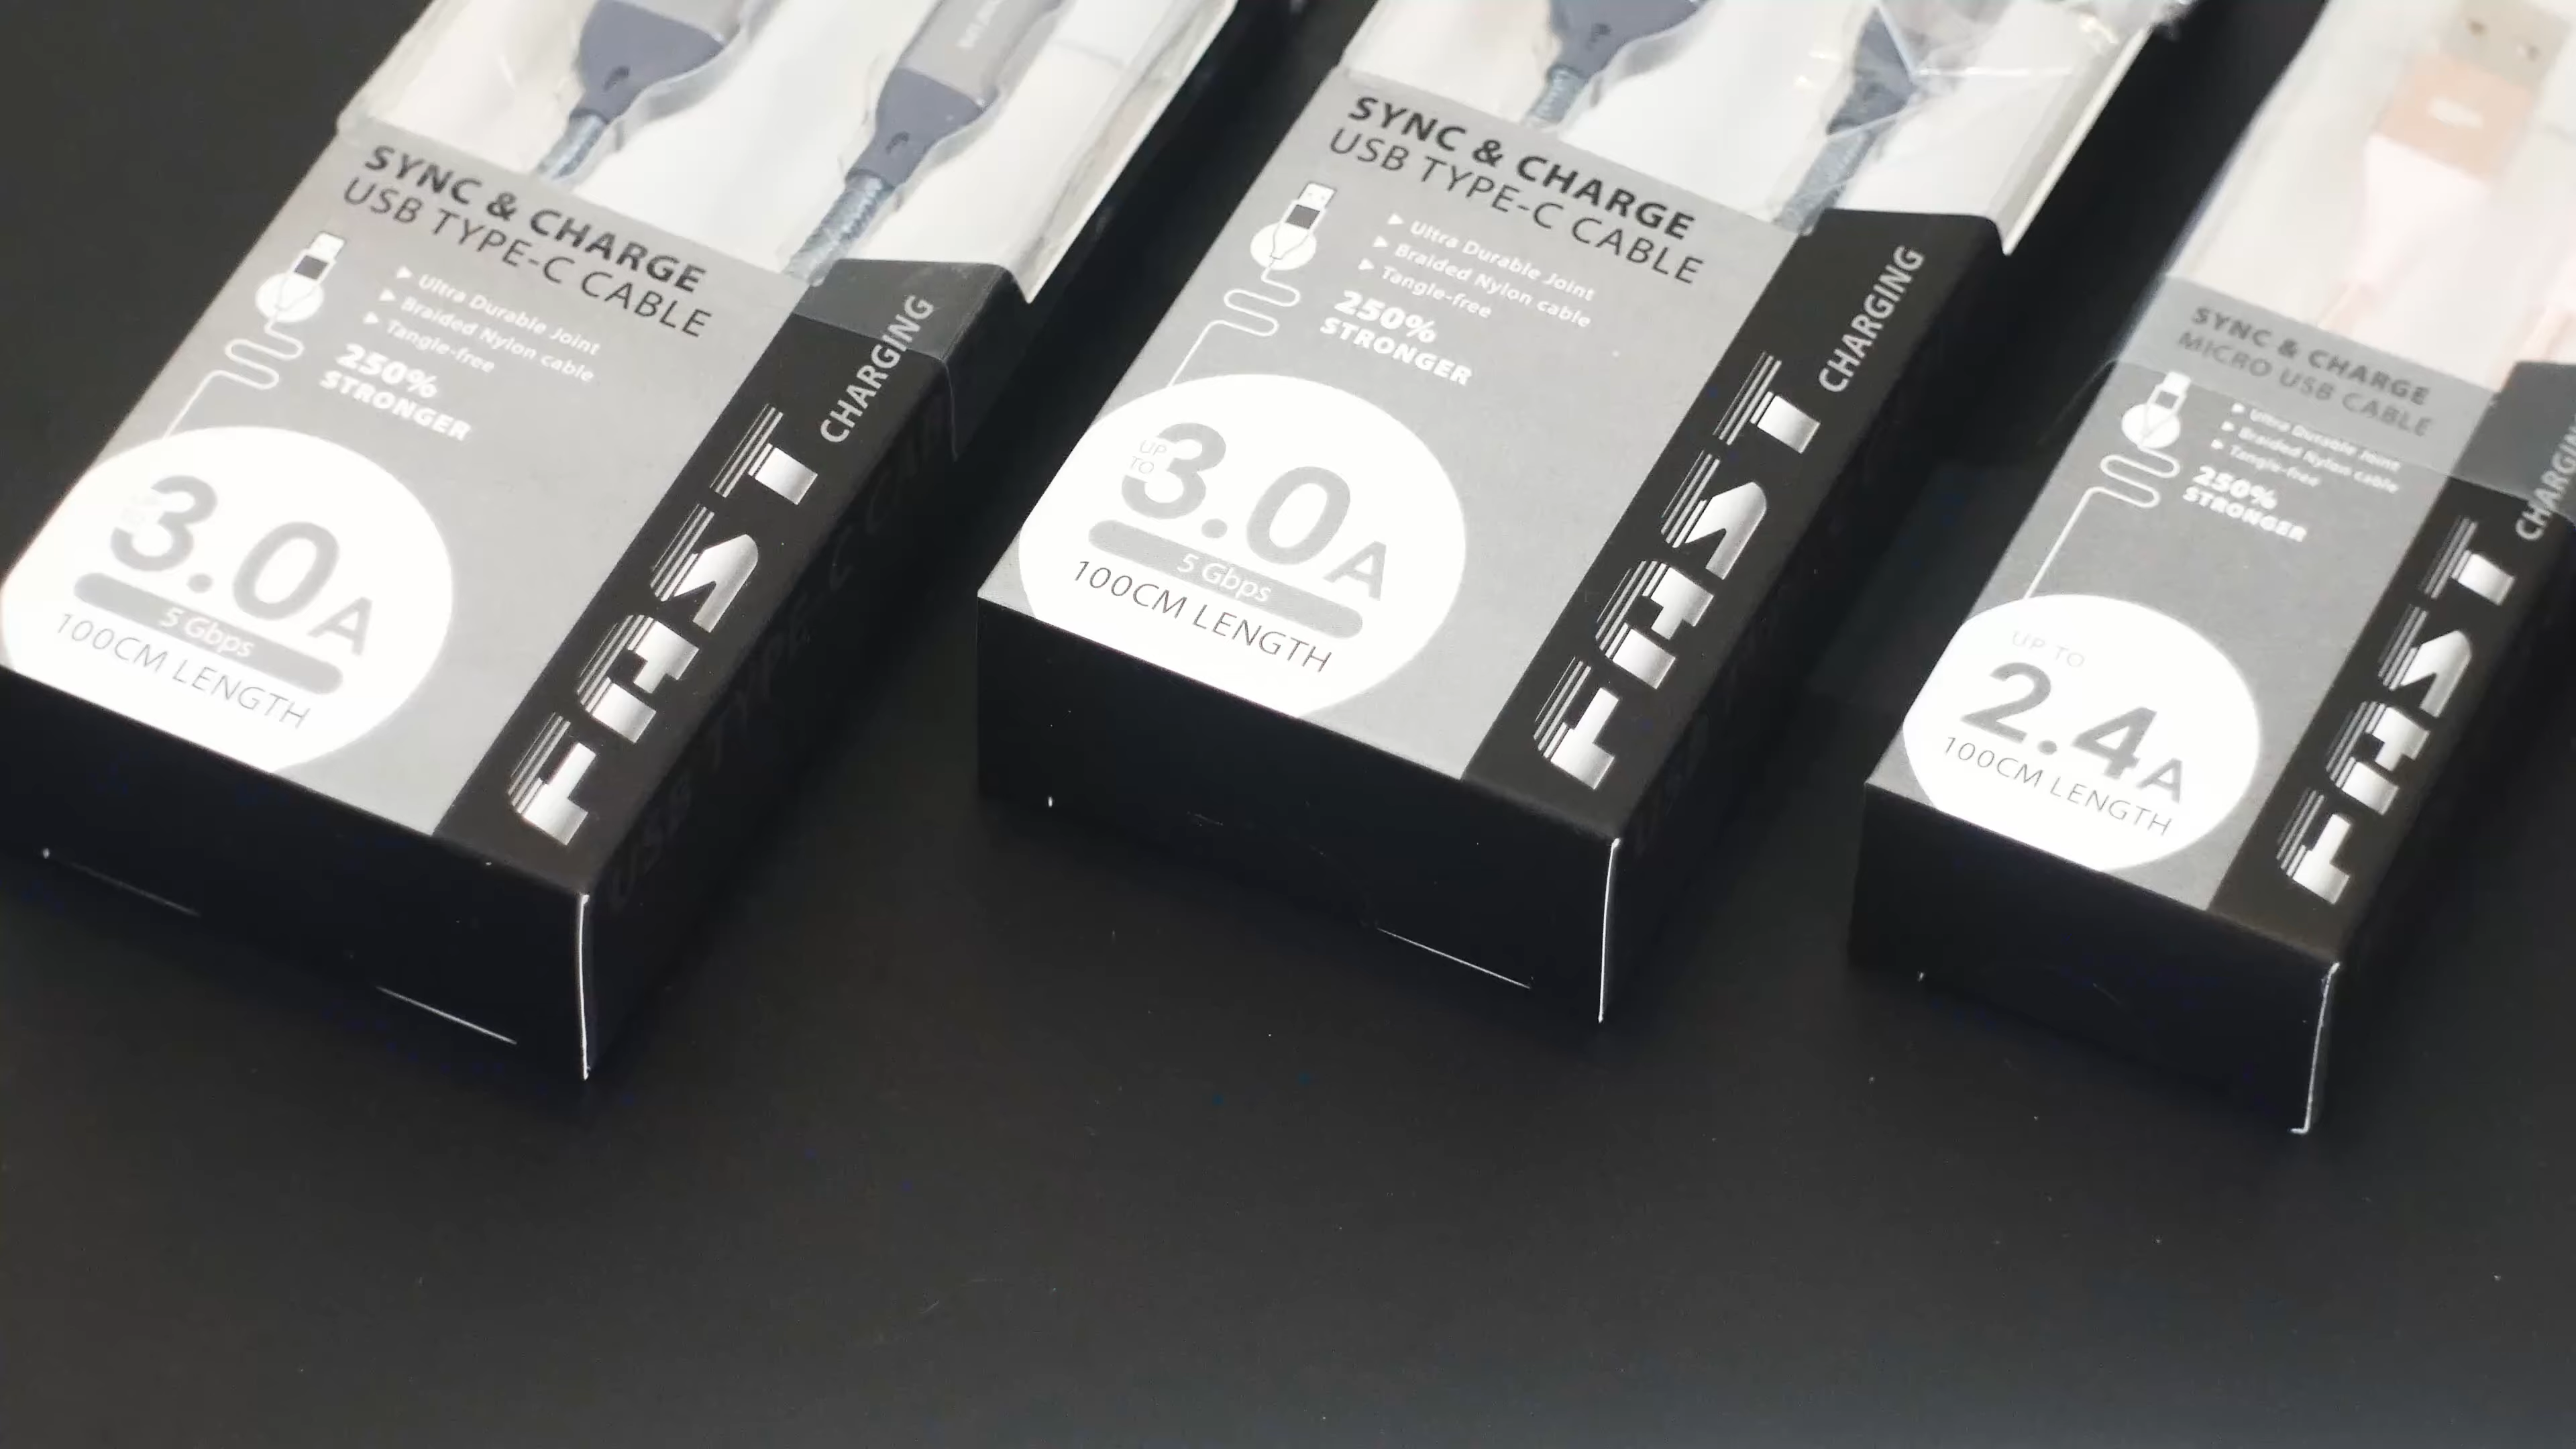 SYNC & CHARGE
USB TYPE-C CABLE
Ultra Durable Joint
Braided Nylon cable
Tangle-free
250%
STRONGER
3.0A
5 Gbps
100CM LENGTH
FAST CHARGING
SYNC & CHARGE
USB TYPE-C CABLE
Ultra Durable Joint
Braided Nylon cable
Tangle-free
250%
STRONGER
UP
TO
3.0A
5 Gbps
100CM LENGTH
FAST CHARGING
SYNC & CHARGE
MICRO USB CABLE
Ultra Durable Joint
Braided Nylon cable
Tangle-free
250%
STRONGER
UP TO
2.4A
100CM LENGTH
FAST